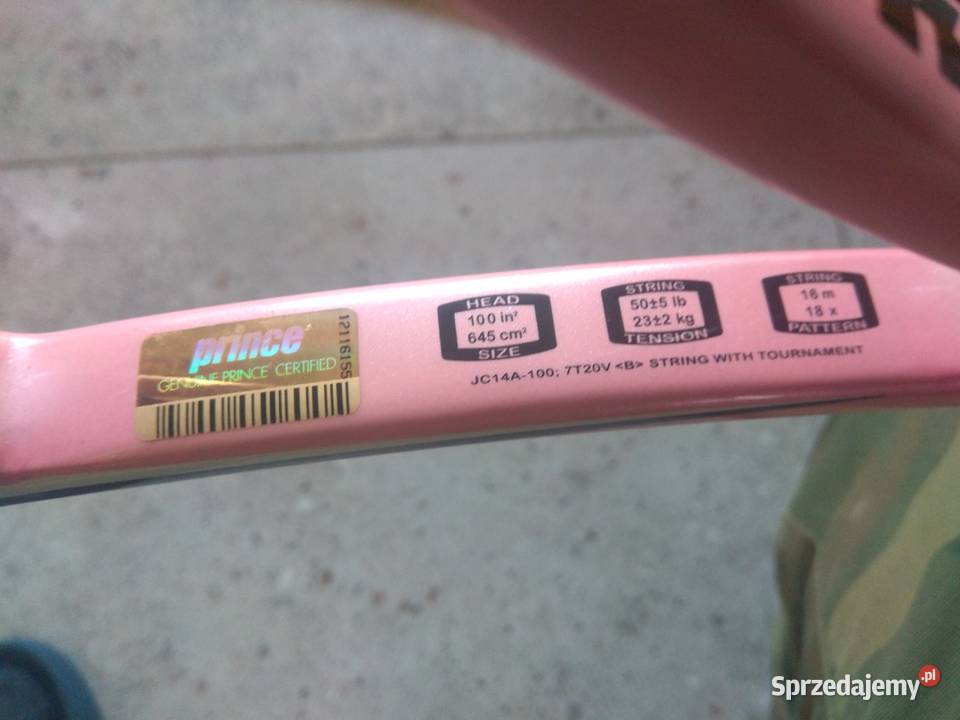 prince
GENUINE PRINCE CERTIFIED
12116155
HEAD
100 in²
645 cm²
SIZE
STRING
50±5 lb
23±2 kg
TENSION
STRING
16 m
18 x
PATTERN
JC14A-100; 7T20V <B> STRING WITH TOURNAMENT
Sprzedajemy.pl